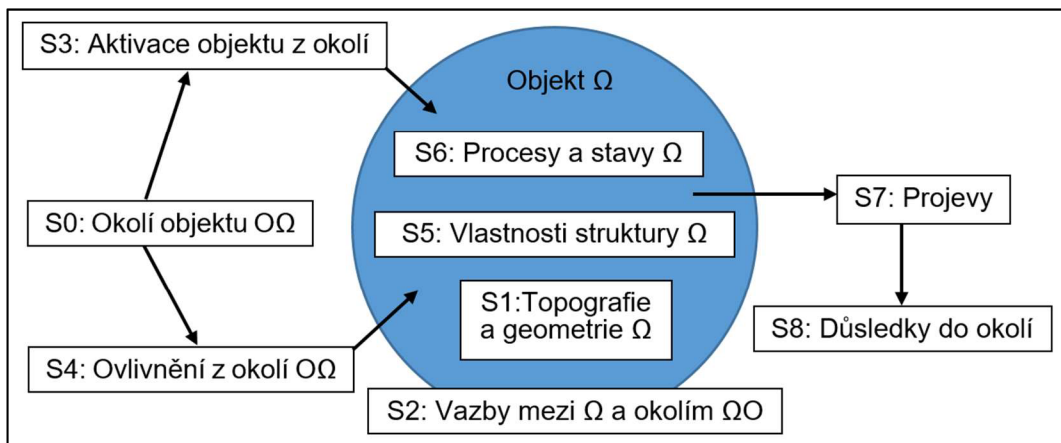 S3: Aktivace objektu z okolí
Objekt Ω
S6: Procesy a stavy Ω
S7: Projevy
S0: Okolí objektu OΩ
S5: Vlastnosti struktury Ω
S1:Topografie
a geometrie Ω
S8: Důsledky do okolí
S4: Ovlivnění z okolí OΩ
S2: Vazby mezi Ω a okolím ΩO